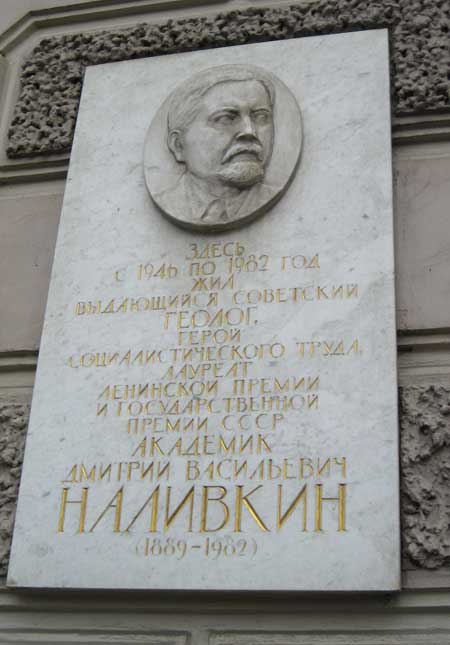 ЗДЕСЬ
С 1946 ПО 1982 ГОД
ЖИЛ
ВЫДАЮЩИЙСЯ СОВЕТСКИЙ
ГЕОЛОГ,
ГЕРОЙ
СОЦИАЛИСТИЧЕСКОГО ТРУДА,
ЛАУРЕАТ
ЛЕНИНСКОЙ ПРЕМИИ
И ГОСУДАРСТВЕННОЙ
ПРЕМИИ СССР
АКАДЕМИК
ДМИТРИЙ ВАСИЛЬЕВИЧ
НАЛИВКИН
(1889-1982)